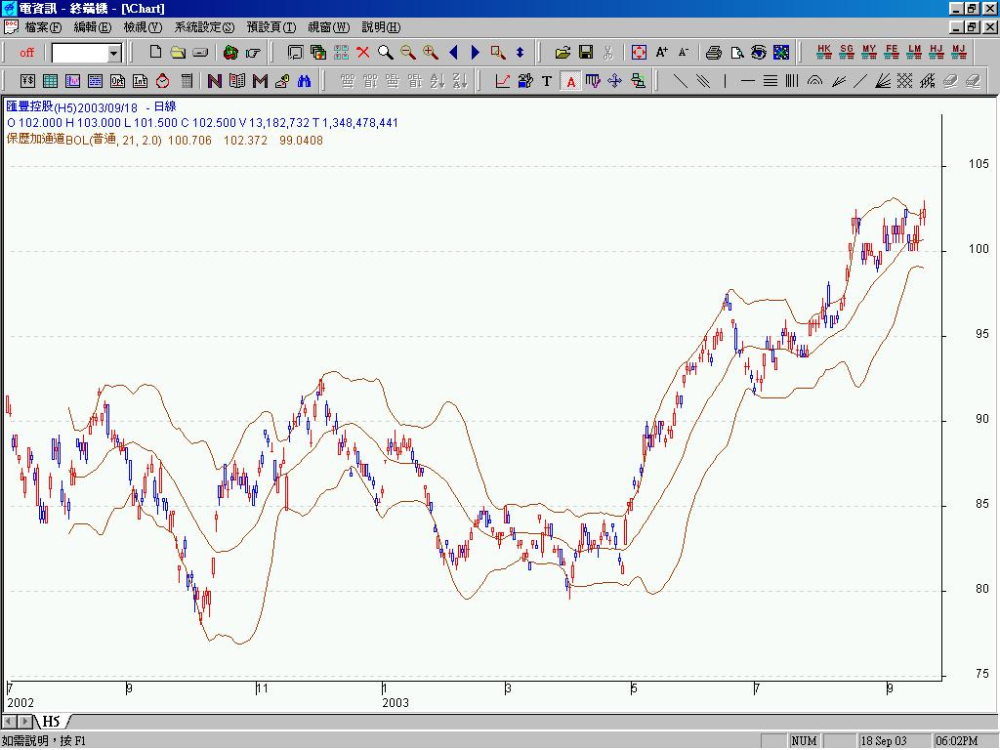 電資訊 - 終端機 - [\Chart]
檔案(F) 編輯(E) 檢視(V) 系統設定(S) 預設頁(T) 視窗(W) 說明(H)
off HK SG MY FE LM HJ MJ
匯豐控股(H5)2003/09/18 - 日線
O 102.000 H 103.000 L 101.500 C 102.500 V 13,182,732 T 1,348,478,441
保歷加通道BOL(普通, 21, 2.0) 100.706 102.372 99.0408
105
100
95
90
85
80
75
7 9 11 1 3 5 7 9
2002 2003
H5
如需說明，按 F1 NUM 18 Sep 03 06:02PM